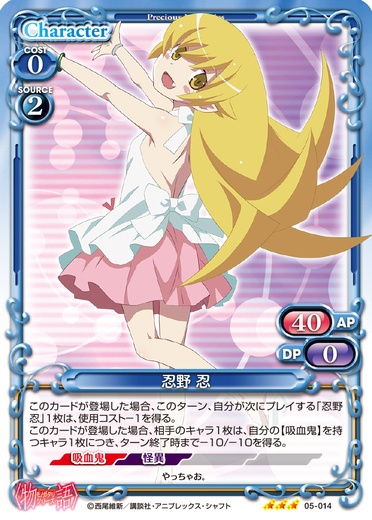 Precious Memories
Character
COST
0
SOURCE
2
40 AP
DP 0
忍野 忍
このカードが登場した場合、このターン、自分が次にプレイする「忍野
忍」1枚は、使用コスト-1を得る。
このカードが登場した場合、相手のキャラ1枚は、自分の【吸血鬼】を持
つキャラ1枚につき、ターン終了時まで-10/-10を得る。
吸血鬼 怪異
やっちゃお。
物語
©西尾維新/講談社・アニプレックス・シャフト
05-014